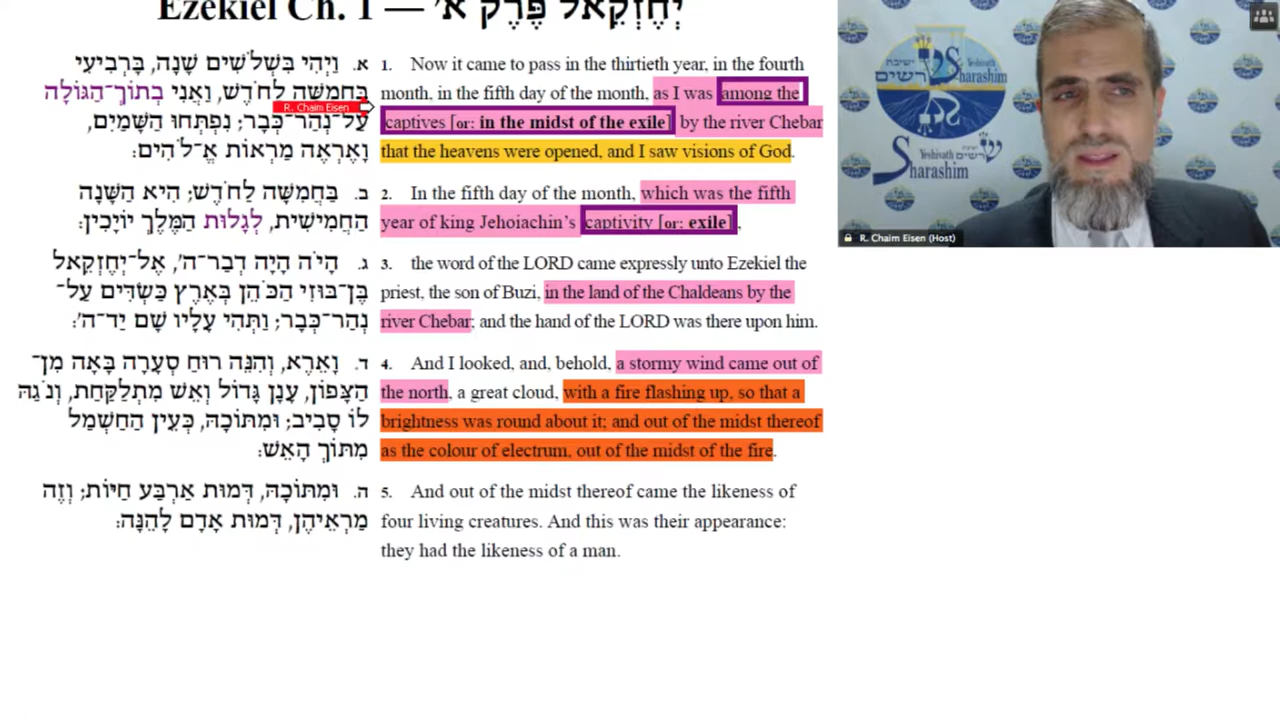 Ezekiel Ch. 1 — יְחֶזְקֵאל פֶּרֶק א'
א. וַיְהִי בִּשְׁלֹשִׁים שָׁנָה, בָּרְבִיעִי
בַּחֲמִשָּׁה לַחֹדֶשׁ, וַאֲנִי בְתוֹךְ־הַגּוֹלָה
עַל־נְהַר־כְּבָר; נִפְתְּחוּ הַשָּׁמַיִם,
וָאֶרְאֶה מַרְאוֹת אֱ־לֹהִים:
R. Chaim Eisen
1. Now it came to pass in the thirtieth year, in the fourth
month, in the fifth day of the month, as I was among the
captives [or: in the midst of the exile] by the river Chebar
that the heavens were opened, and I saw visions of God.
ב. בַּחֲמִשָּׁה לַחֹדֶשׁ; הִיא הַשָּׁנָה
הַחֲמִישִׁית, לְגָלוּת הַמֶּלֶךְ יוֹיָכִין:
2. In the fifth day of the month, which was the fifth
year of king Jehoiachin's captivity [or: exile],
ג. הָיֹה הָיָה דְבַר־ה', אֶל־יְחֶזְקֵאל
בֶּן־בּוּזִי הַכֹּהֵן בְּאֶרֶץ כַּשְׂדִּים עַל־
נְהַר־כְּבָר; וַתְּהִי עָלָיו שָׁם יַד־ה':
3. the word of the LORD came expressly unto Ezekiel the
priest, the son of Buzi, in the land of the Chaldeans by the
river Chebar; and the hand of the LORD was there upon him.
ד. וָאֵרֶא, וְהִנֵּה רוּחַ סְעָרָה בָּאָה מִן־
הַצָּפוֹן, עָנָן גָּדוֹל וְאֵשׁ מִתְלַקַּחַת, וְנֹגַהּ
לוֹ סָבִיב; וּמִתּוֹכָהּ, כְּעֵין הַחַשְׁמַל
מִתּוֹךְ הָאֵשׁ:
4. And I looked, and, behold, a stormy wind came out of
the north, a great cloud, with a fire flashing up, so that a
brightness was round about it; and out of the midst thereof
as the colour of electrum, out of the midst of the fire.
ה. וּמִתּוֹכָהּ, דְּמוּת אַרְבַּע חַיּוֹת; וְזֶה
מַרְאֵיהֶן, דְּמוּת אָדָם לָהֵנָּה:
5. And out of the midst thereof came the likeness of
four living creatures. And this was their appearance:
they had the likeness of a man.
ישיבת
שרשים
Yeshivath
Sharashim
Yeshivath שרשים
Sharashim
R. Chaim Eisen (Host)